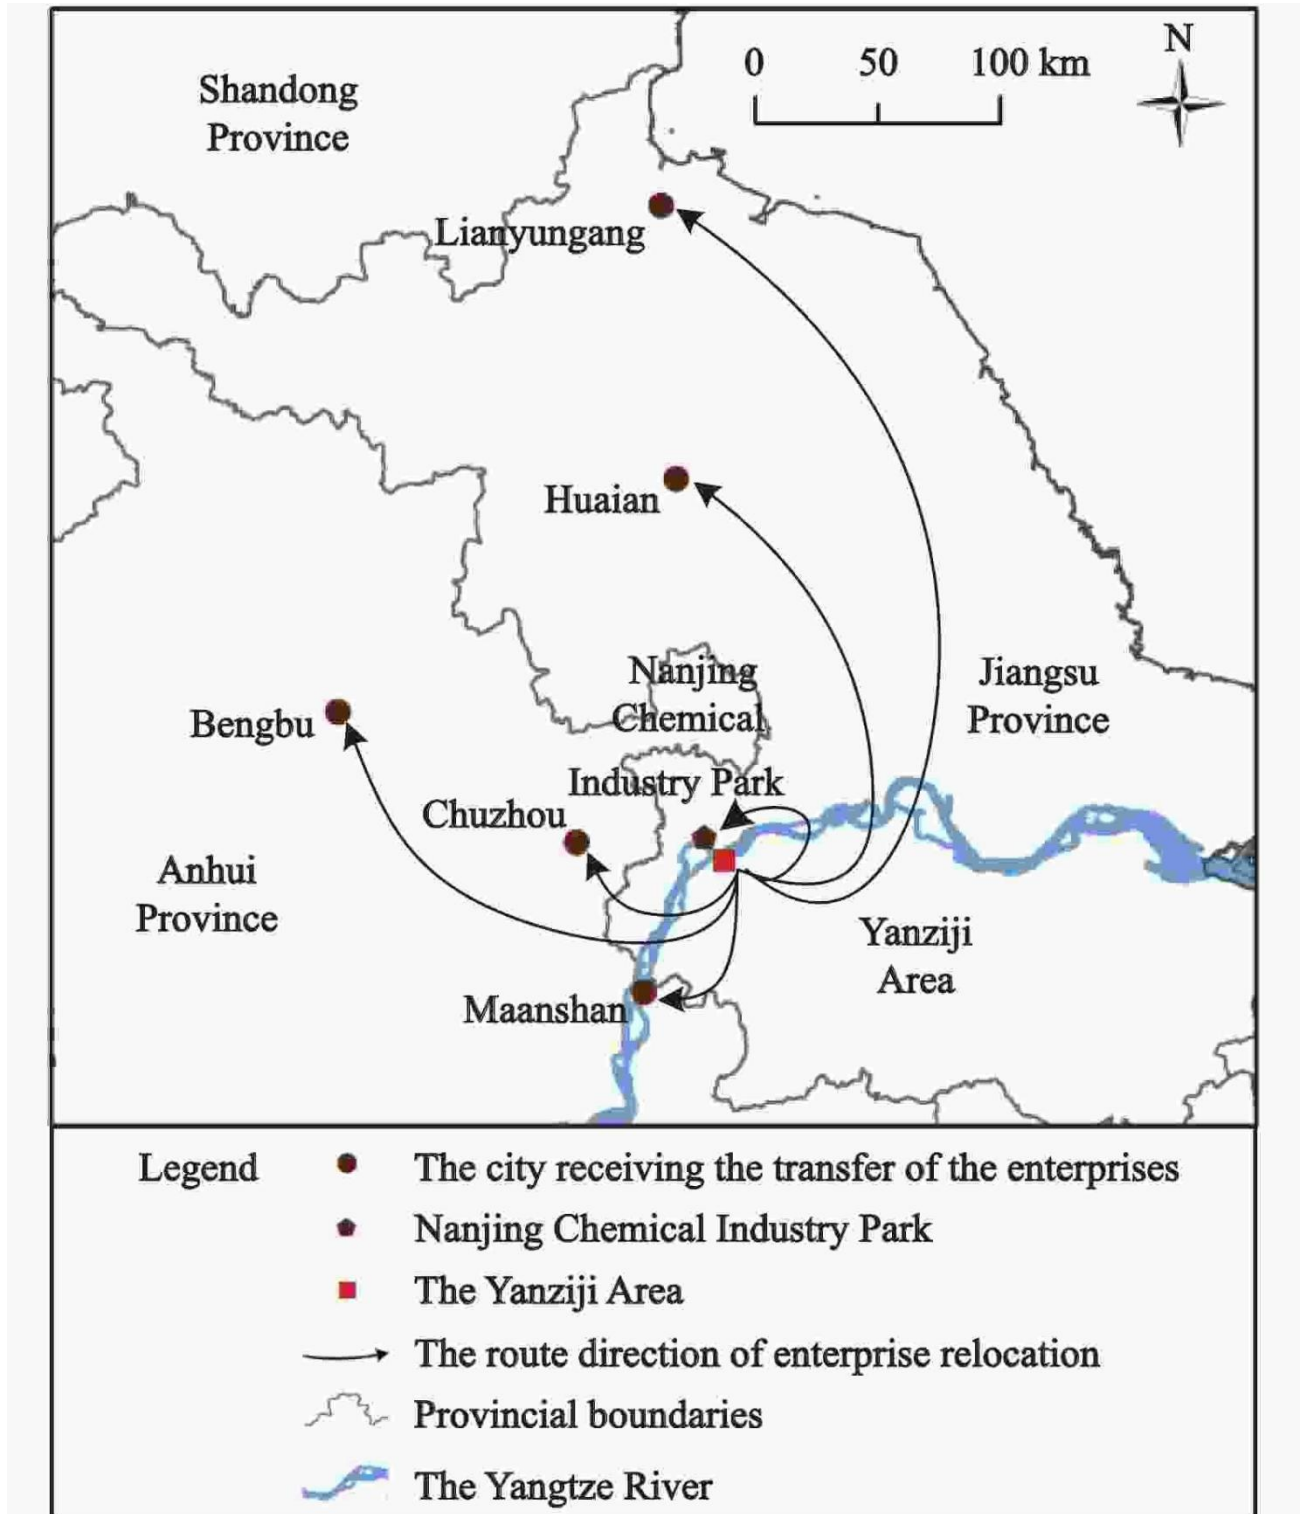 Shandong
Province
0 50 100 km
N
Lianyungang
Huaian
Nanjing
Chemical
Industry Park
Jiangsu
Province
Bengbu
Chuzhou
Anhui
Province
Yanziji
Area
Maanshan
Legend
The city receiving the transfer of the enterprises
Nanjing Chemical Industry Park
The Yanziji Area
The route direction of enterprise relocation
Provincial boundaries
The Yangtze River